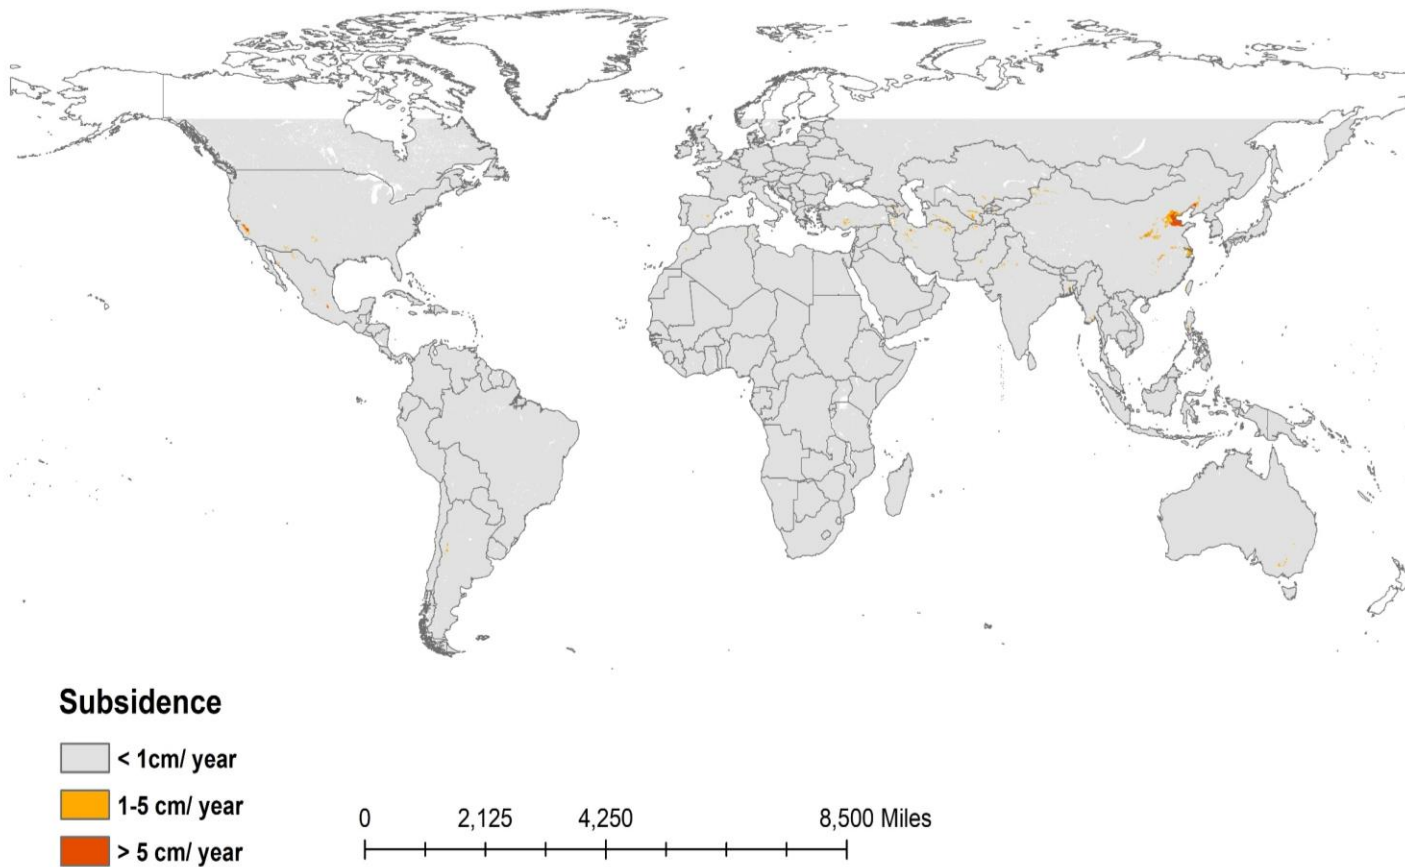 Subsidence
< 1cm/ year
1-5 cm/ year
> 5 cm/ year
0 2,125 4,250 8,500 Miles